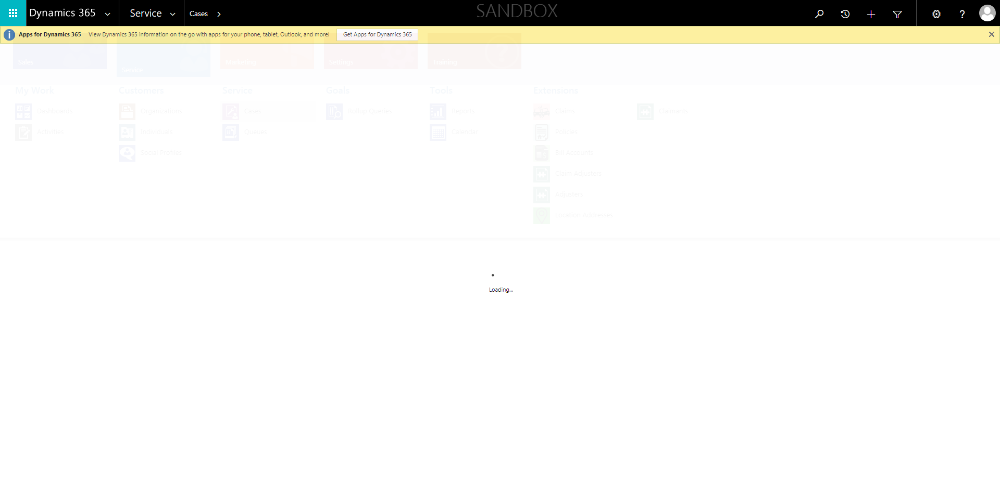 Dynamics 365 Service Cases SANDBOX ?
Apps for Dynamics 365 View Dynamics 365 information on the go with apps for your phone, tablet, Outlook, and more! Get Apps for Dynamics 365
Sales Service Marketing Settings Training
My Work Customers Service Goals Tools Extensions
Dashboards Organizations Cases Rollup Queries Reports Claims Claimants
Activities Individuals Queues Calendar Policies
Social Profiles Bill Accounts
Claim Adjusters
Adjusters
Location Addresses
Loading...